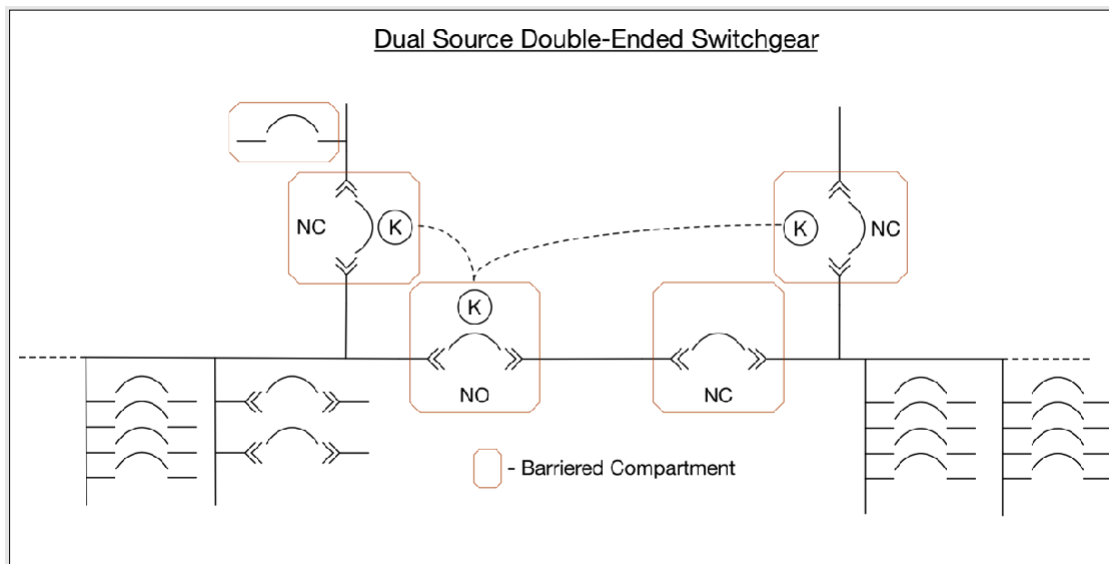 Dual Source Double-Ended Switchgear
NC
K
K
NC
K
NO
NC
- Barriered Compartment